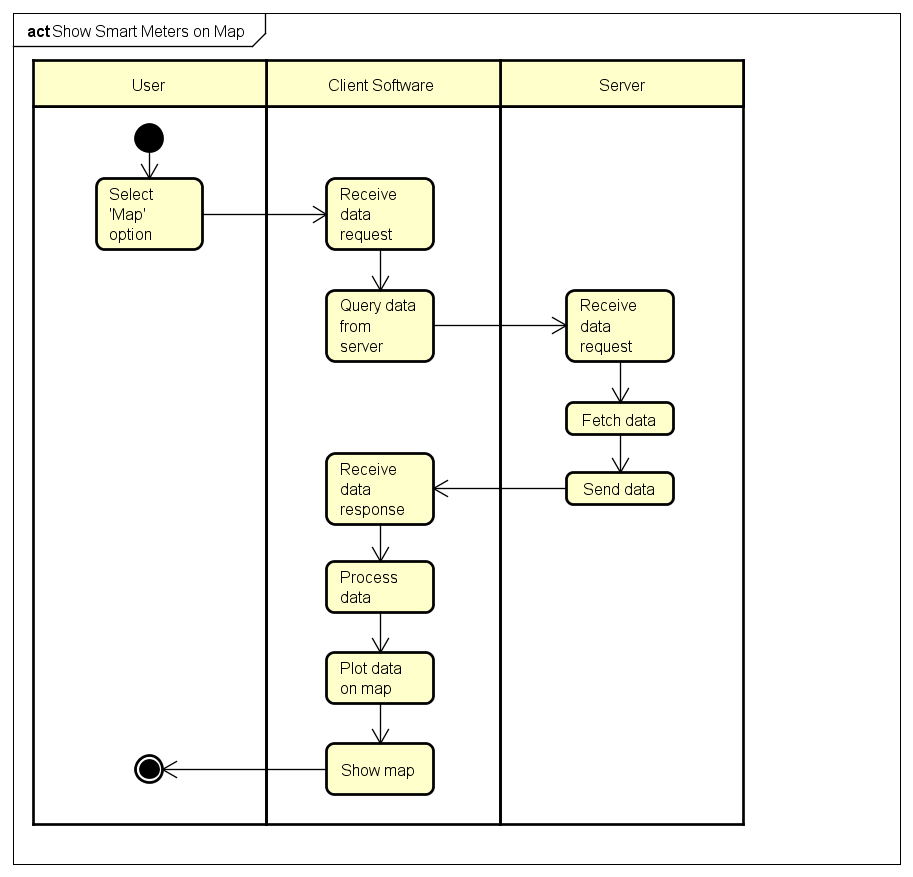 act Show Smart Meters on Map
User
Client Software
Server
Select
'Map'
option
Receive
data
request
Query data
from
server
Receive
data
request
Fetch data
Send data
Receive
data
response
Process
data
Plot data
on map
Show map